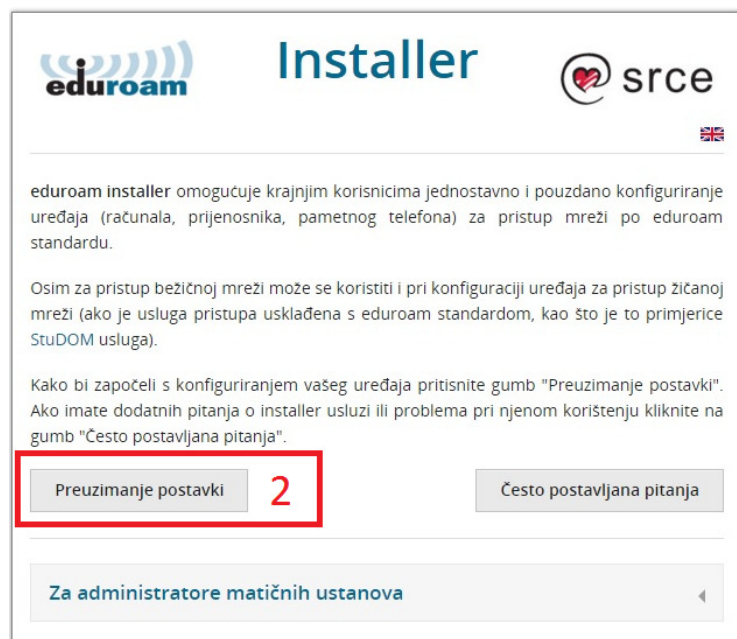 eduroam
Installer
srce
eduroam installer omogućuje krajnjim korisnicima jednostavno i pouzdano konfiguriranje
uređaja (računala, prijenosnika, pametnog telefona) za pristup mreži po eduroam
standardu.
Osim za pristup bežičnoj mreži može se koristiti i pri konfiguraciji uređaja za pristup žičanoj
mreži (ako je usluga pristupa usklađena s eduroam standardom, kao što je to primjerice
StuDOM usluga).
Kako bi započeli s konfiguriranjem vašeg uređaja pritisnite gumb "Preuzimanje postavki".
Ako imate dodatnih pitanja o installer usluzi ili problema pri njenom korištenju kliknite na
gumb "Često postavljana pitanja".
Preuzimanje postavki 2 Često postavljana pitanja
Za administratore matičnih ustanova